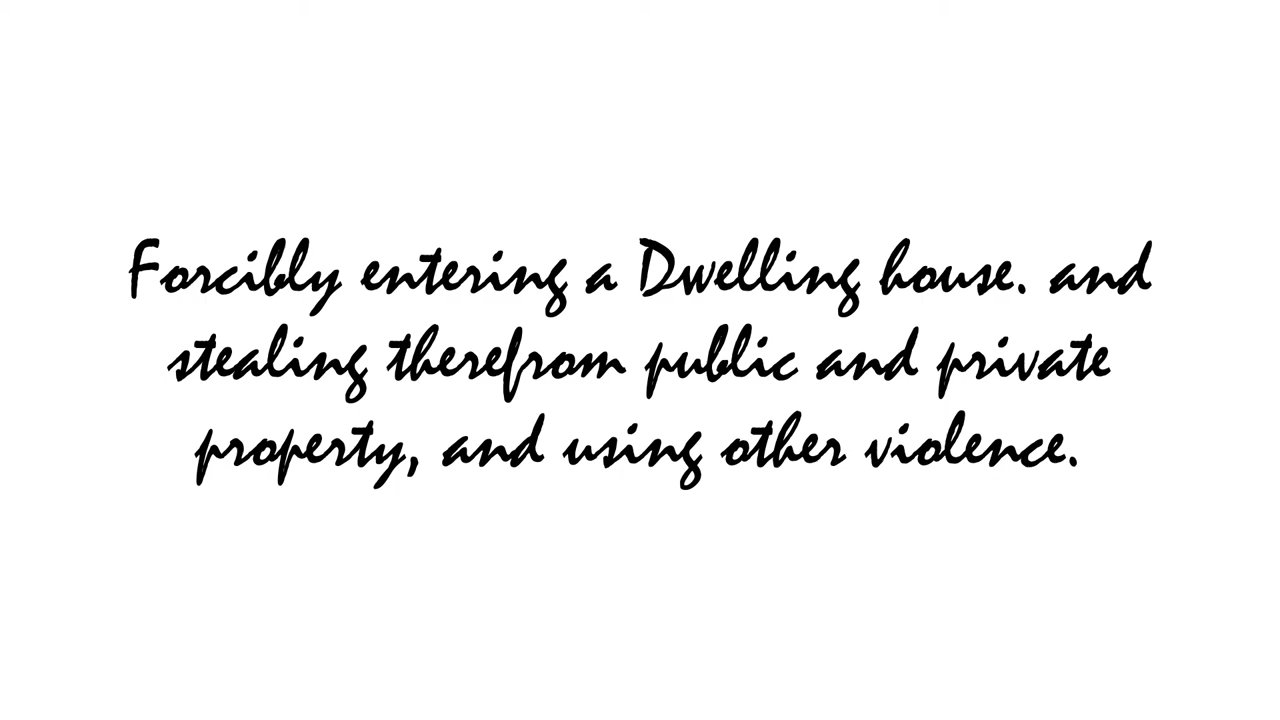 Forcibly entering a Dwelling house. and
stealing therefrom public and private
property, and using other violence.